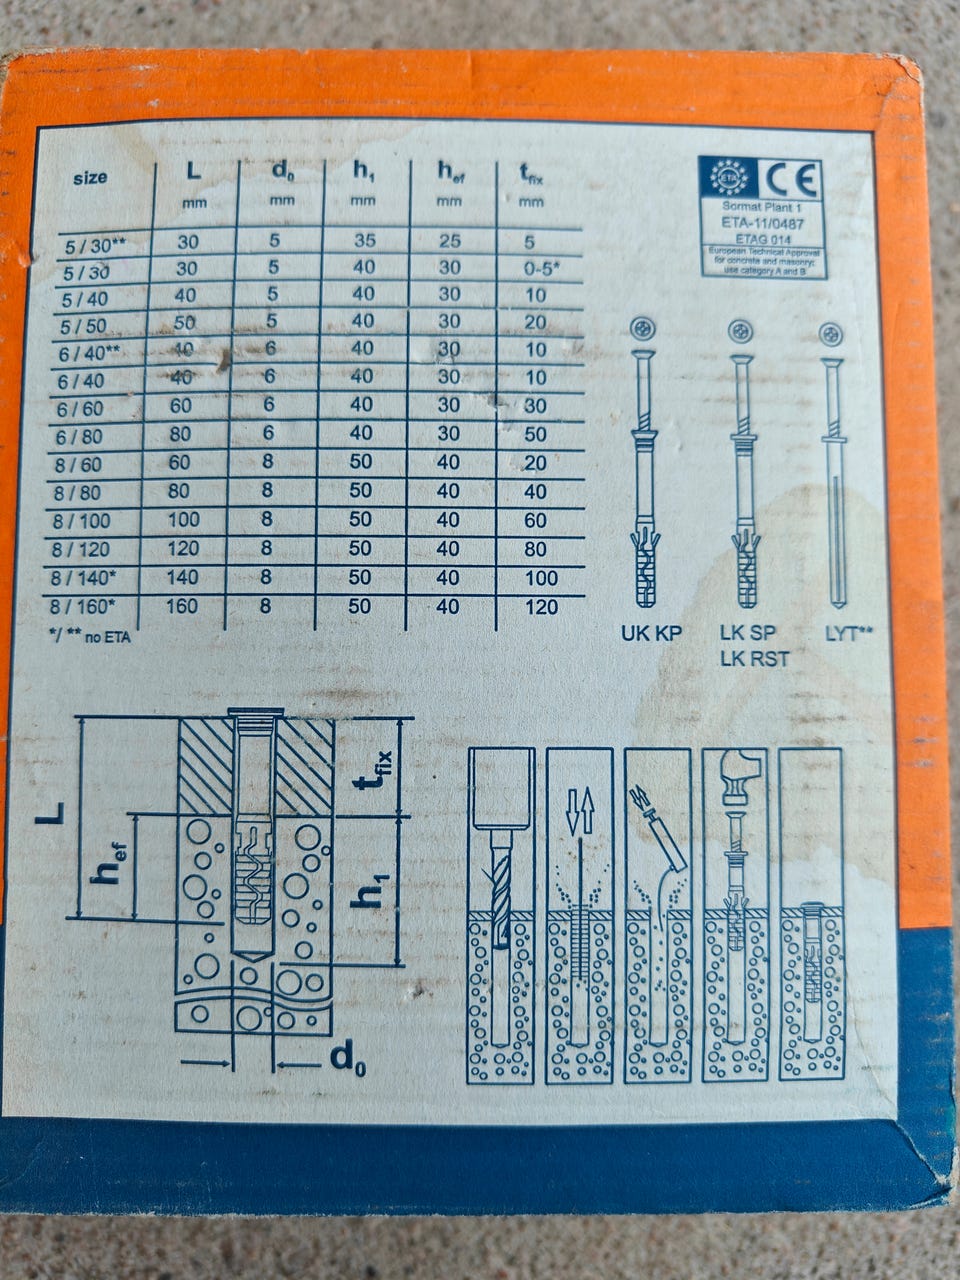 size L d₀ h₁ hef tfix
mm mm mm mm mm
5 / 30** 30 5 35 25 5
5 / 30 30 5 40 30 0-5*
5 / 40 40 5 40 30 10
5 / 50 50 5 40 30 20
6 / 40** 40 6 40 30 10
6 / 40 40 6 40 30 10
6 / 60 60 6 40 30 30
6 / 80 80 6 40 30 50
8 / 60 60 8 50 40 20
8 / 80 80 8 50 40 40
8 / 100 100 8 50 40 60
8 / 120 120 8 50 40 80
8 / 140* 140 8 50 40 100
8 / 160* 160 8 50 40 120
*/ ** no ETA
ETA CE
Sormat Plant 1
ETA-11/0487
ETAG 014
European Technical Approval
for concrete and masonry;
use category A and B
UK KP
LK SP
LK RST
LYT**
L
hef
tfix
h₁
d₀